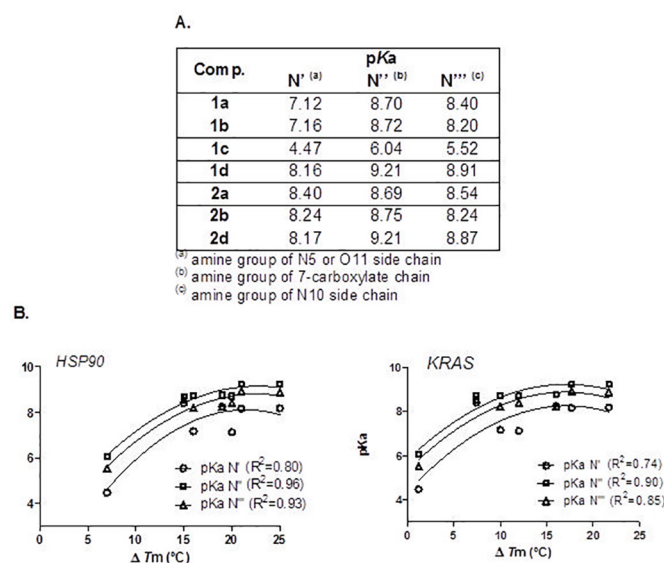 A.
Comp. pKa
N' (a) N'' (b) N''' (c)
1a 7.12 8.70 8.40
1b 7.16 8.72 8.20
1c 4.47 6.04 5.52
1d 8.16 9.21 8.91
2a 8.40 8.69 8.54
2b 8.24 8.75 8.24
2d 8.17 9.21 8.87
(a) amine group of N5 or O11 side chain
(b) amine group of 7-carboxylate chain
(c) amine group of N10 side chain
B.
HSP90
10
8
6
4
pKa N' (R²=0.80)
pKa N'' (R²=0.96)
pKa N''' (R²=0.93)
0 5 10 15 20 25
Δ Tm (ºC)
KRAS
pKa
10
8
6
4
pKa N' (R²=0.74)
pKa N'' (R²=0.90)
pKa N''' (R²=0.85)
0 5 10 15 20 25
Δ Tm (ºC)